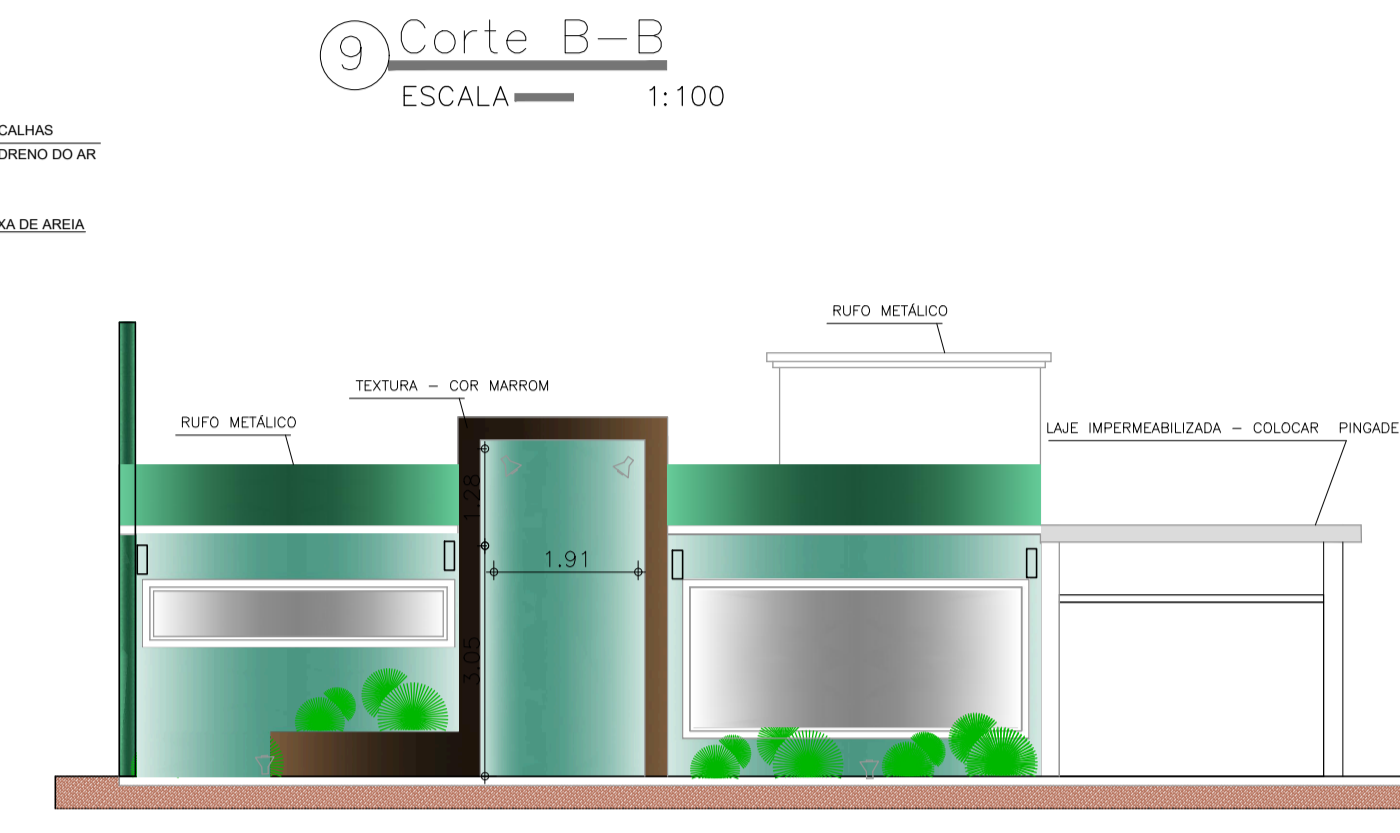 9
Corte B–B
ESCALA 1:100
CALHAS
DRENO DO AR
XA DE AREIA
RUFO METÁLICO
TEXTURA – COR MARROM
RUFO METÁLICO
LAJE IMPERMEABILIZADA – COLOCAR PINGADE
1.28
1.91
3.05